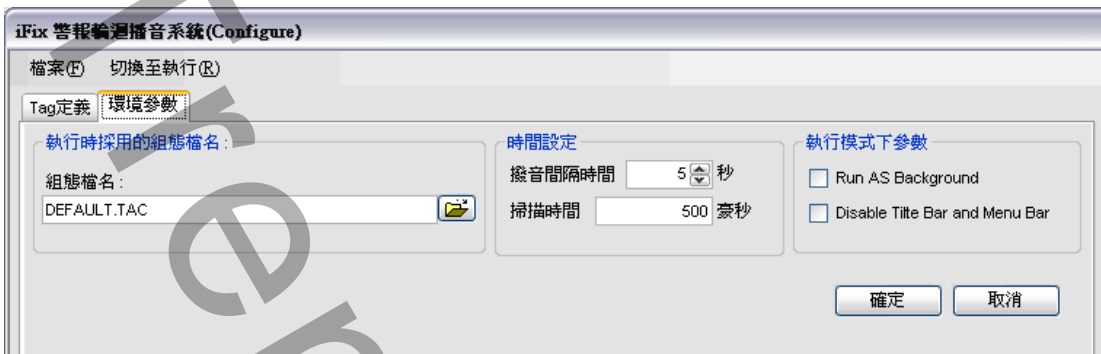 iFix 警報輪迴播音系統(Configure)
檔案(F) 切換至執行(R)
Tag定義 環境參數
執行時採用的組態檔名:
組態檔名:
DEFAULT.TAC
時間設定
撥音間隔時間 5 秒
掃描時間 500 豪秒
執行模式下參數
Run AS Background
Disable Tilte Bar and Menu Bar
確定 取消